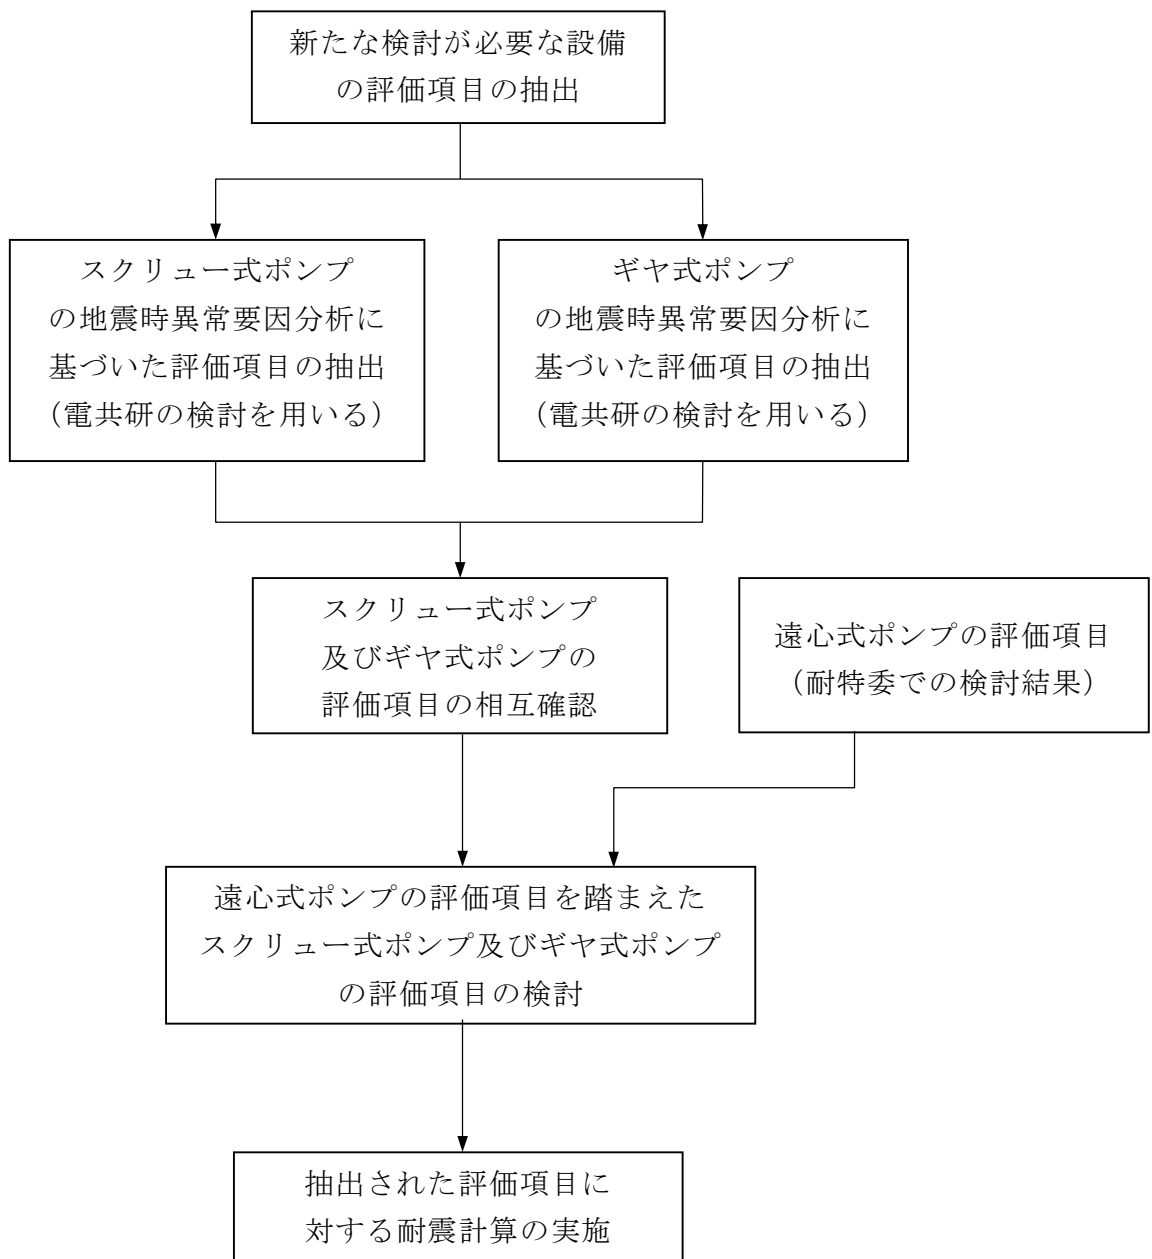 新たな検討が必要な設備
の評価項目の抽出
スクリュー式ポンプ
の地震時異常要因分析に
基づいた評価項目の抽出
（電共研の検討を用いる）
ギヤ式ポンプ
の地震時異常要因分析に
基づいた評価項目の抽出
（電共研の検討を用いる）
スクリュー式ポンプ
及びギヤ式ポンプの
評価項目の相互確認
遠心式ポンプの評価項目
（耐特委での検討結果）
遠心式ポンプの評価項目を踏まえた
スクリュー式ポンプ及びギヤ式ポンプ
の評価項目の検討
抽出された評価項目に
対する耐震計算の実施